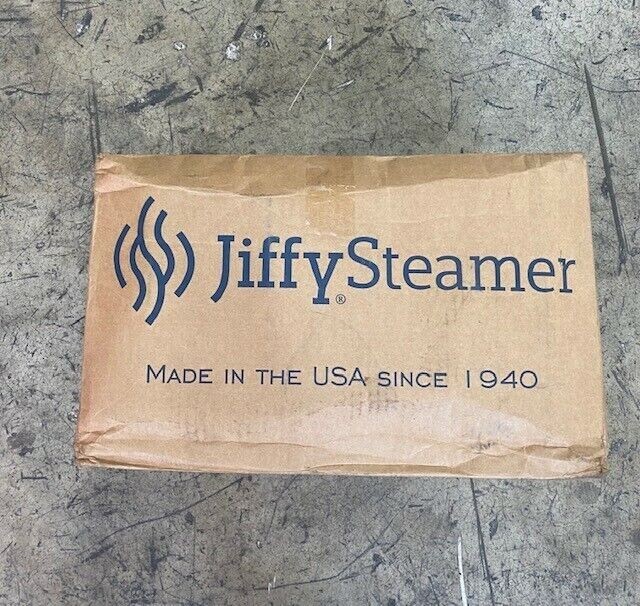 JiffySteamer®
MADE IN THE USA SINCE 1940